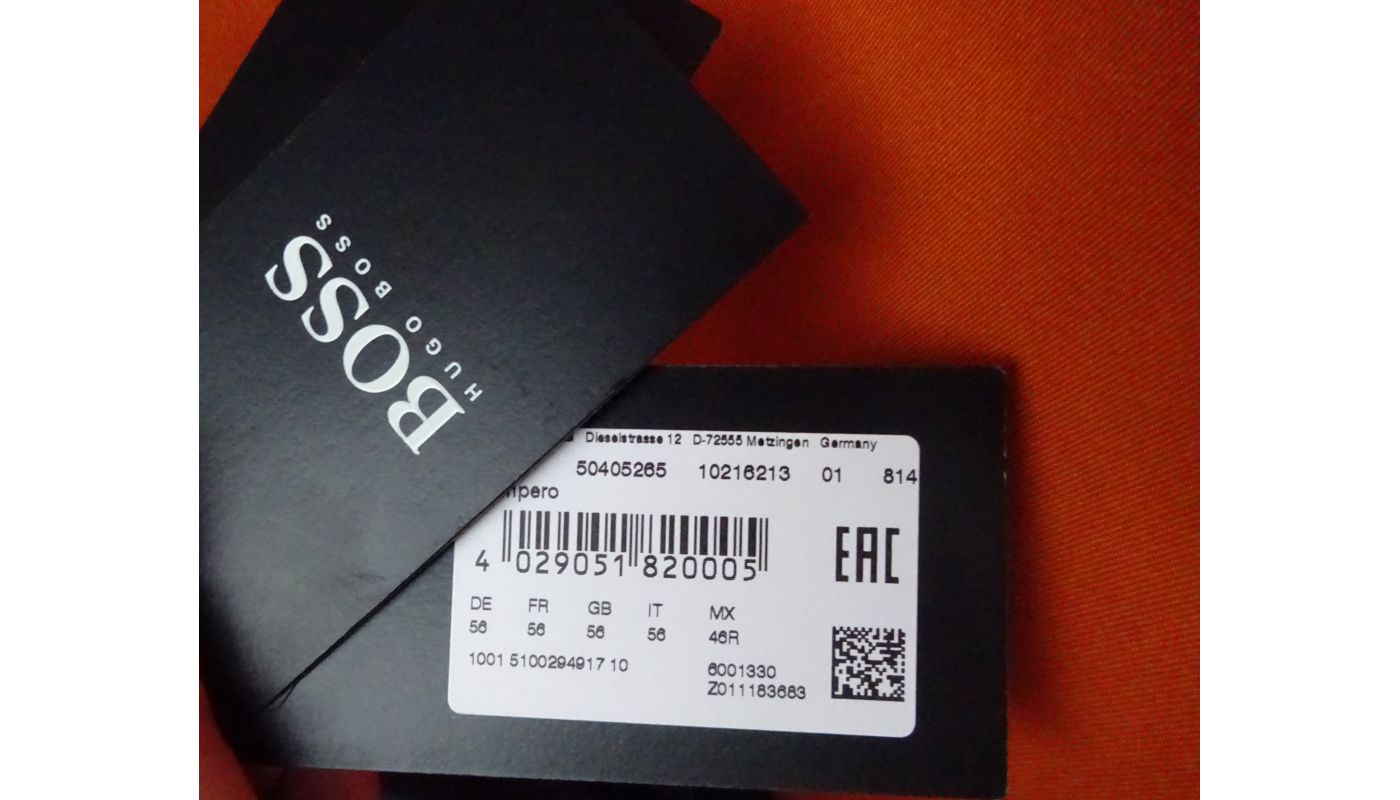 BOSS
HUGO BOSS
Dieselstrasse 12 D-72555 Metzingen Germany
50405265 10216213 01 814
4 029051 820005
EAC
DE FR GB IT MX
56 56 56 56 46R
1001 5100294917 10 6001330
Z011183683